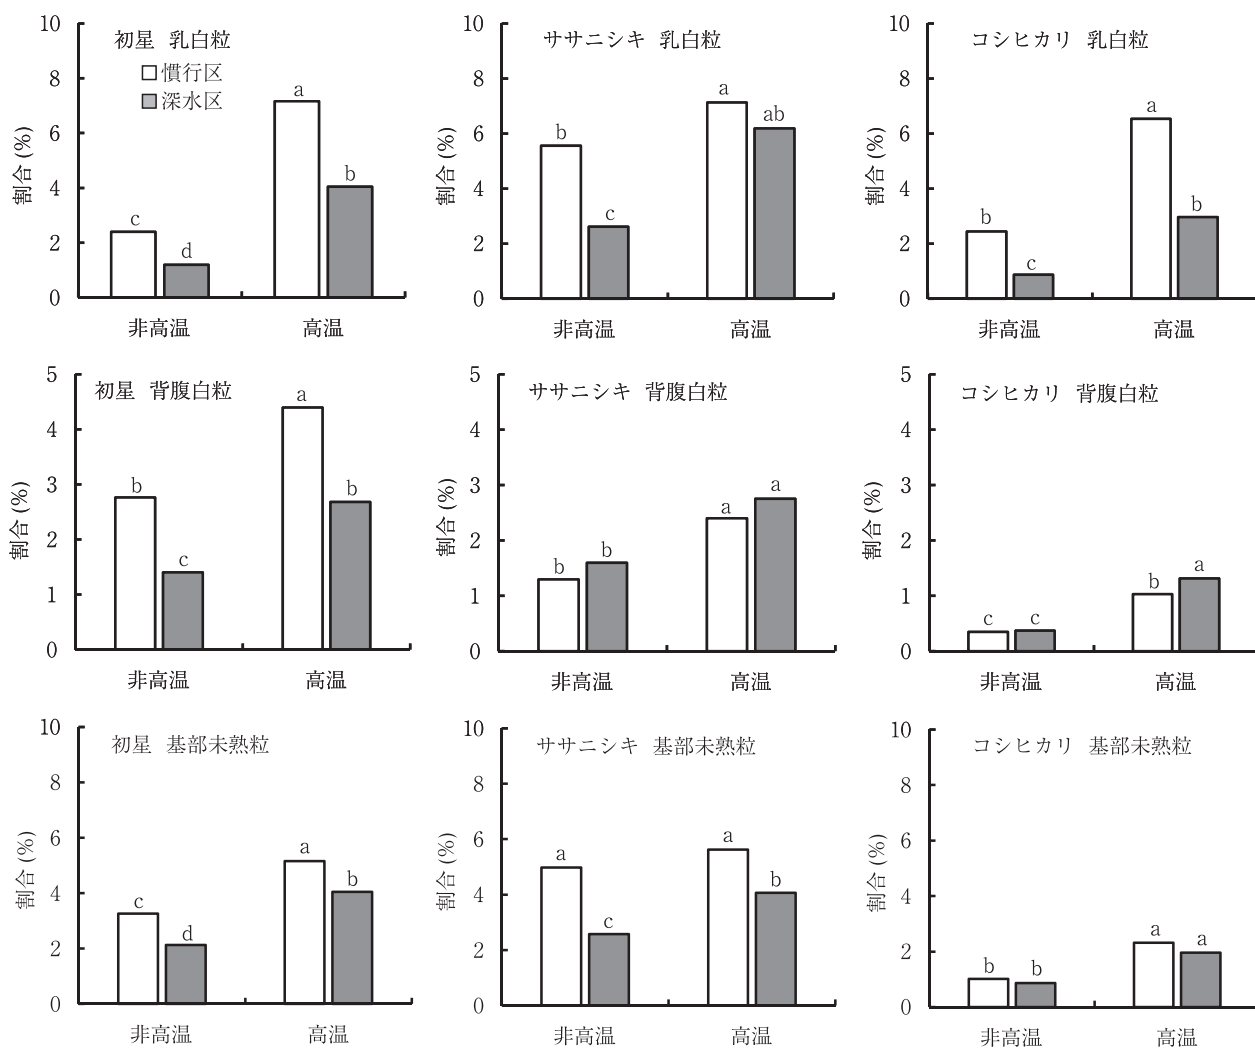 初星 乳白粒
慣行区
深水区
割合 (%)
10
8
6
4
2
0
c
d
a
b
非高温
高温
ササニシキ 乳白粒
割合 (%)
10
8
6
4
2
0
b
c
a
ab
非高温
高温
コシヒカリ 乳白粒
割合 (%)
10
8
6
4
2
0
b
c
a
b
非高温
高温
初星 背腹白粒
割合 (%)
5
4
3
2
1
0
b
c
a
b
非高温
高温
ササニシキ 背腹白粒
割合 (%)
5
4
3
2
1
0
b
b
a
a
非高温
高温
コシヒカリ 背腹白粒
割合 (%)
5
4
3
2
1
0
c
c
b
a
非高温
高温
初星 基部未熟粒
割合 (%)
10
8
6
4
2
0
c
d
a
b
非高温
高温
ササニシキ 基部未熟粒
割合 (%)
10
8
6
4
2
0
a
c
a
b
非高温
高温
コシヒカリ 基部未熟粒
割合 (%)
10
8
6
4
2
0
b
b
a
a
非高温
高温